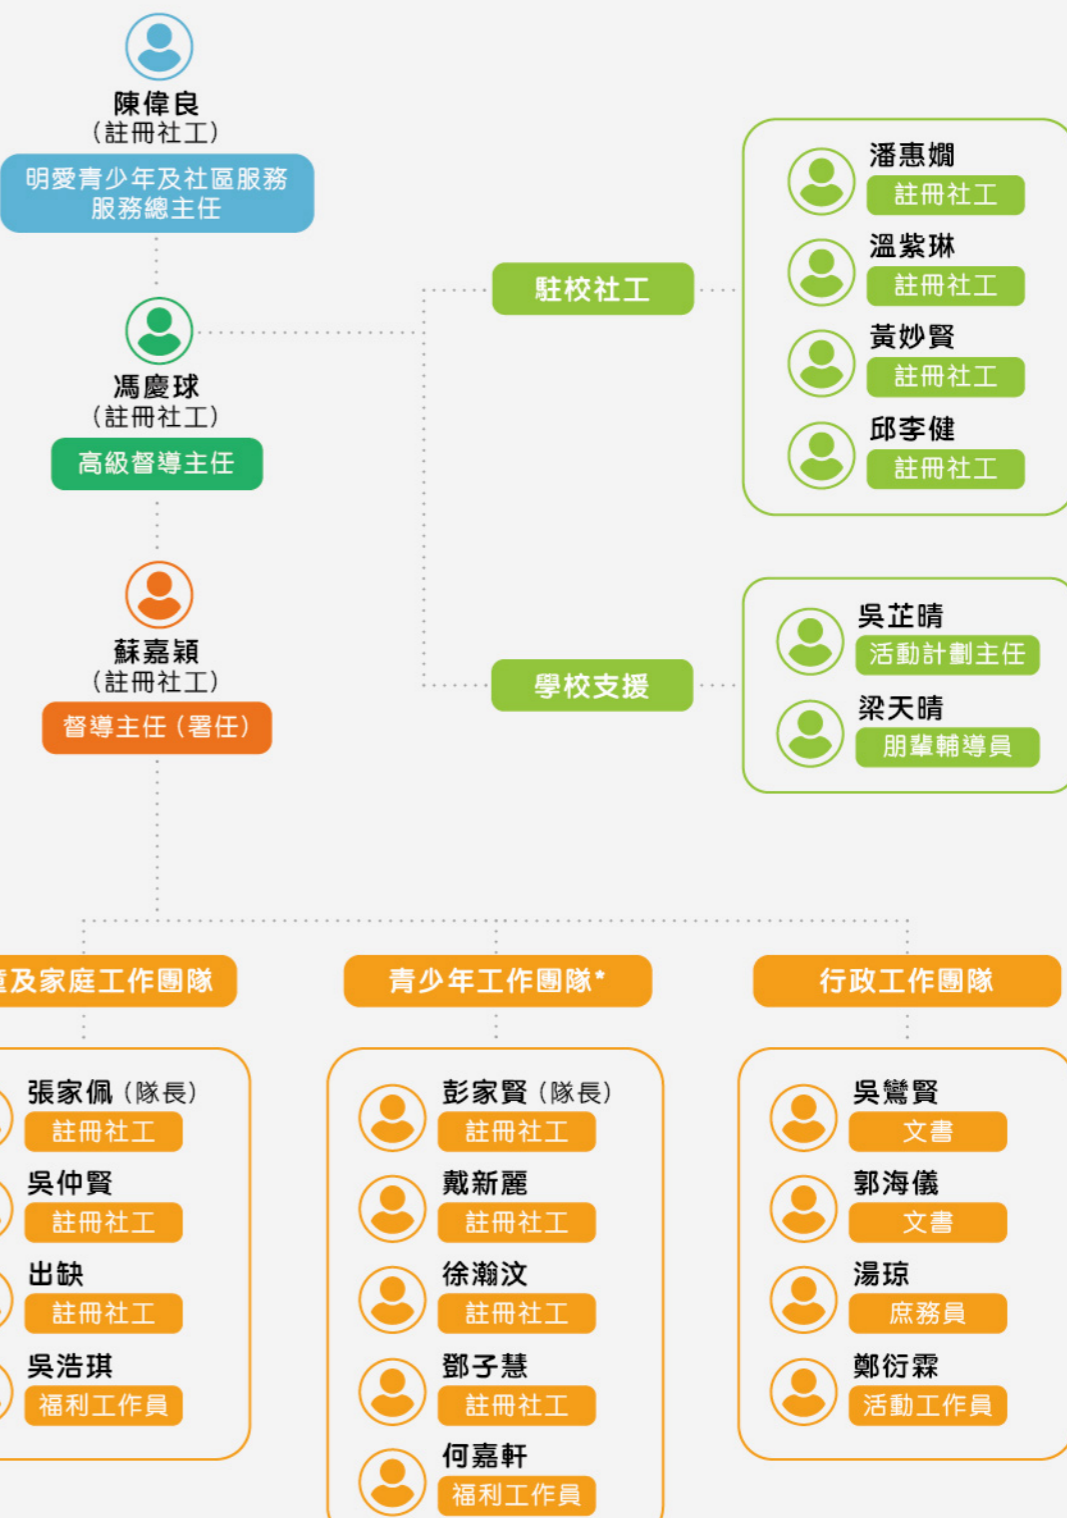 陳偉良
（註冊社工）
明愛青少年及社區服務
服務總主任
馮慶球
（註冊社工）
高級督導主任
蘇嘉穎
（註冊社工）
督導主任（署任）
駐校社工
潘惠嫺
註冊社工
溫紫琳
註冊社工
黃妙賢
註冊社工
邱李健
註冊社工
學校支援
吳芷晴
活動計劃主任
梁天晴
朋輩輔導員
童及家庭工作團隊
張家佩（隊長）
註冊社工
吳仲賢
註冊社工
出缺
註冊社工
吳浩琪
福利工作員
青少年工作團隊*
彭家賢（隊長）
註冊社工
戴新麗
註冊社工
徐瀚汶
註冊社工
鄧子慧
註冊社工
何嘉軒
福利工作員
行政工作團隊
吳鸞賢
文書
郭海儀
文書
湯琼
庶務員
鄭衍霖
活動工作員